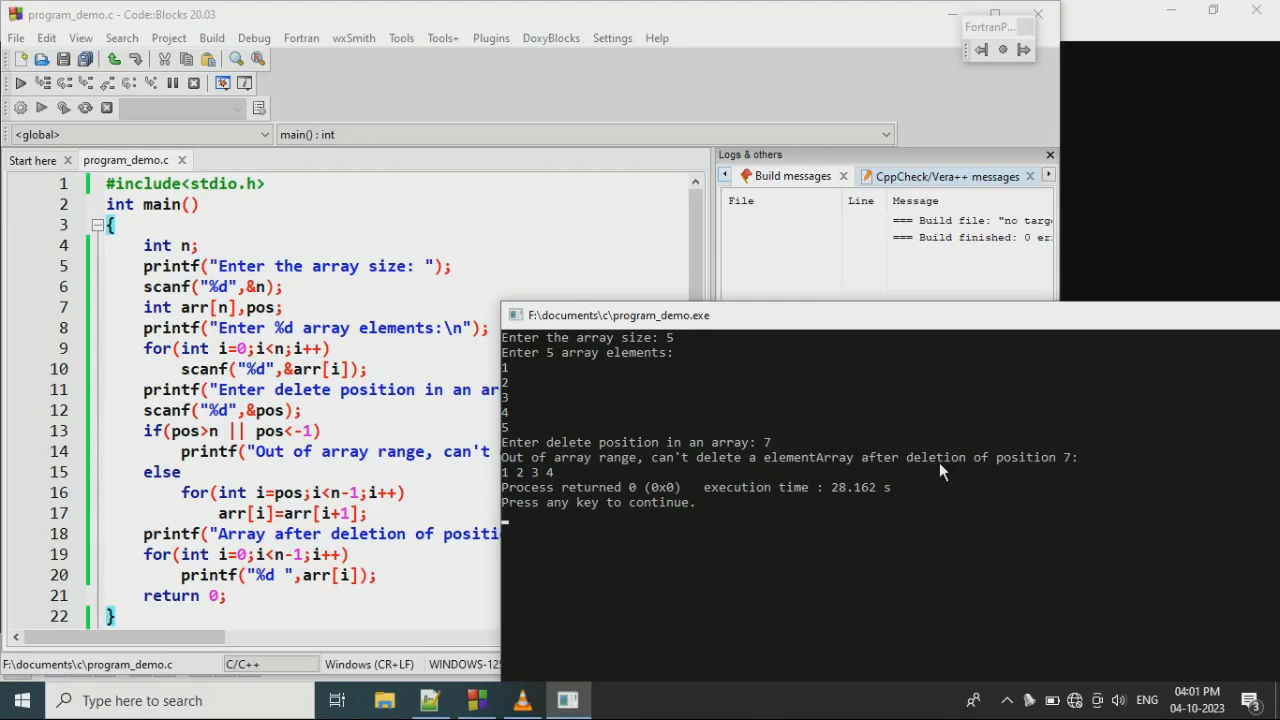 program_demo.c - Code::Blocks 20.03
File Edit View Search Project Build Debug Fortran wxSmith Tools Tools+ Plugins DoxyBlocks Settings Help
FortranP...
<global>
main() : int
Start here
program_demo.c
1 #include<stdio.h>
2 int main()
3 {
4 int n;
5 printf("Enter the array size: ");
6 scanf("%d",&n);
7 int arr[n],pos;
8 printf("Enter %d array elements:\n");
9 for(int i=0;i<n;i++)
10 scanf("%d",&arr[i]);
11 printf("Enter delete position in an ar
12 scanf("%d",&pos);
13 if(pos>n || pos<-1)
14 printf("Out of array range, can't
15 else
16 for(int i=pos;i<n-1;i++)
17 arr[i]=arr[i+1];
18 printf("Array after deletion of positi
19 for(int i=0;i<n-1;i++)
20 printf("%d ",arr[i]);
21 return 0;
22 }
Logs & others
Build messages
CppCheck/Vera++ messages
File Line Message
=== Build file: "no targ
=== Build finished: 0 er
F:\documents\c\program_demo.exe
Enter the array size: 5
Enter 5 array elements:
1
2
3
4
5
Enter delete position in an array: 7
Out of array range, can't delete a elementArray after deletion of position 7:
1 2 3 4
Process returned 0 (0x0) execution time : 28.162 s
Press any key to continue.
F:\documents\c\program_demo.c
C/C++
Windows (CR+LF)
WINDOWS-125
Type here to search
ENG
04:01 PM
04-10-2023
3